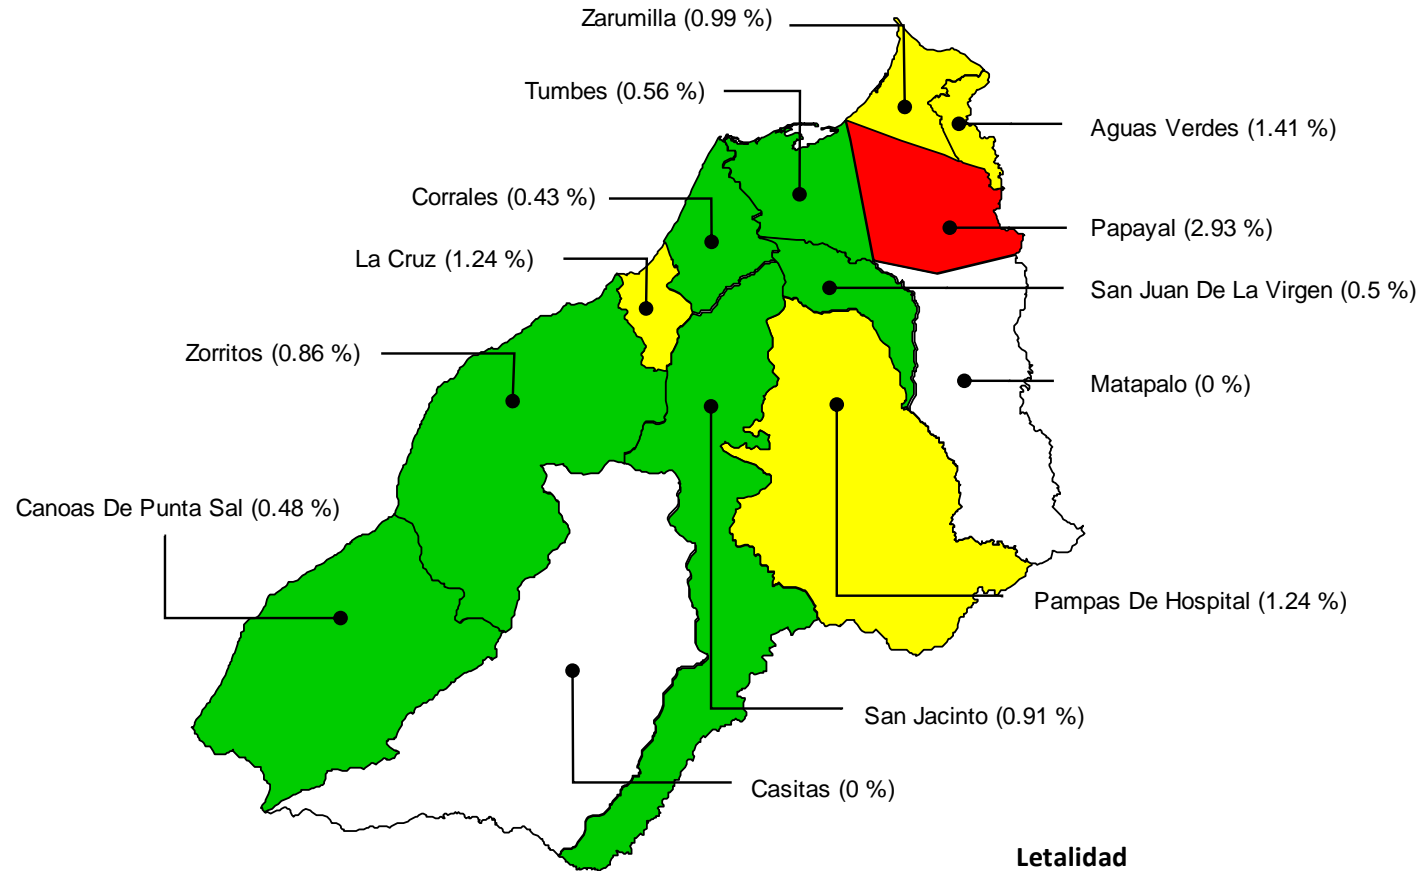 Zarumilla (0.99 %)
Tumbes (0.56 %)
Aguas Verdes (1.41 %)
Corrales (0.43 %)
Papayal (2.93 %)
La Cruz (1.24 %)
San Juan De La Virgen (0.5 %)
Zorritos (0.86 %)
Matapalo (0 %)
Canoas De Punta Sal (0.48 %)
Pampas De Hospital (1.24 %)
San Jacinto (0.91 %)
Casitas (0 %)
Letalidad